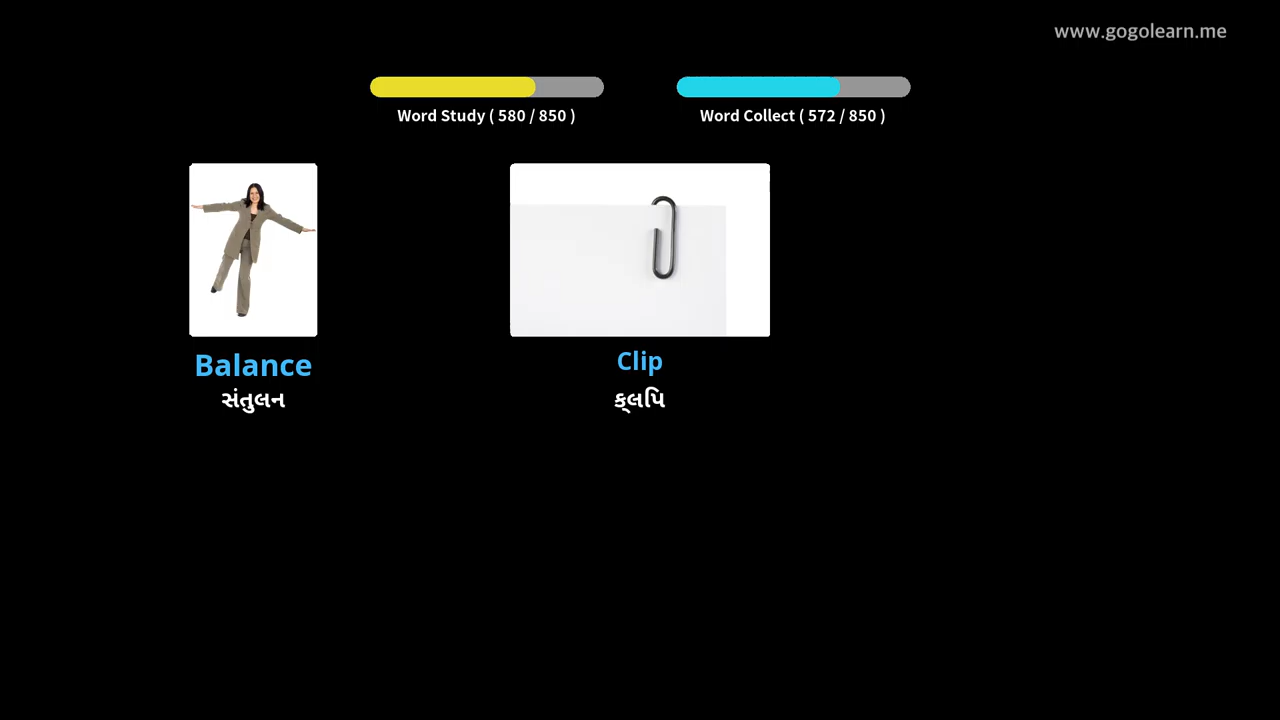 www.gogolearn.me
Word Study ( 580 / 850 )
Word Collect ( 572 / 850 )
Balance
સંતુલન
Clip
ક્લપિ